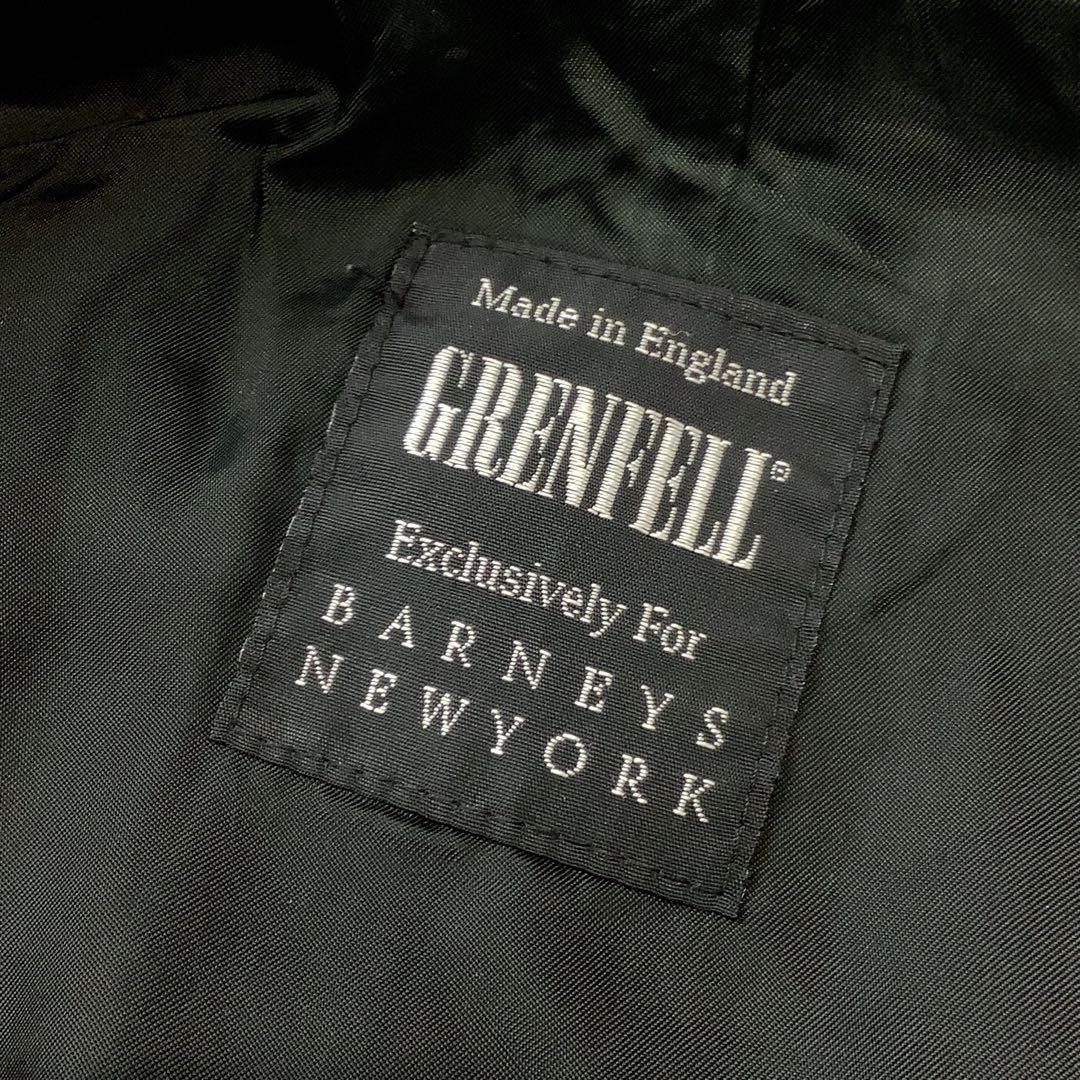 Made in England
GRENFELL®
Exclusively For
BARNEYS
NEWYORK